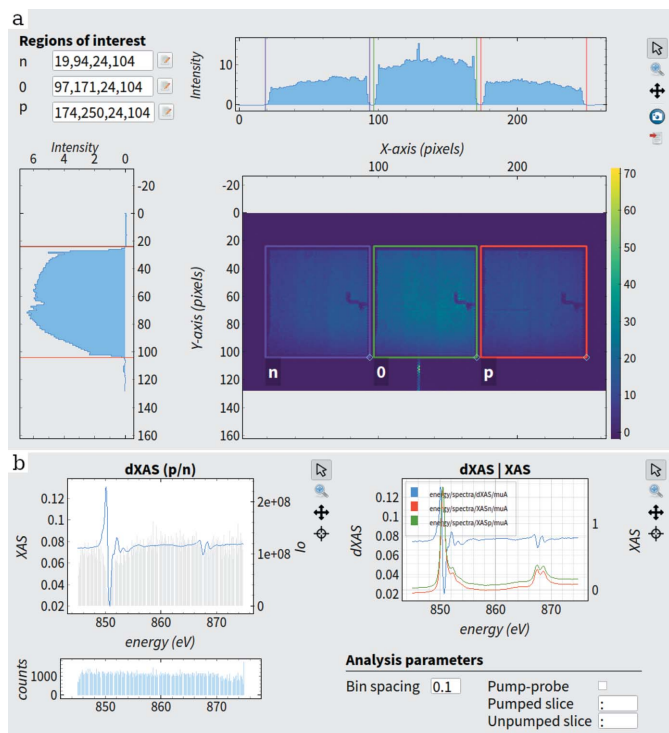 a
Regions of interest
n 19,94,24,104
0 97,171,24,104
p 174,250,24,104
Intensity
10
0
0 100 200
X-axis (pixels)
Intensity
6 4 2 0
-20
0
20
40
60
80
100
120
140
160
100 200
Y-axis (pixels)
-20
0
20
40
60
80
100
120
140
160
n 0 p
70
60
50
40
30
20
10
0
b
dXAS (p/n)
XAS
0.12
0.10
0.08
0.06
0.04
0.02
2e+08
1e+08
0
Io
850 860 870
energy (eV)
counts
1000
0
850 860 870
dXAS | XAS
energy/spectra/dXAS/muA
energy/spectra/XASn/muA
energy/spectra/XASp/muA
dXAS
0.12
0.10
0.08
0.06
0.04
0.02
1
0
XAS
850 860 870
energy (eV)
Analysis parameters
Bin spacing 0.1
Pump-probe
Pumped slice :
Unpumped slice :